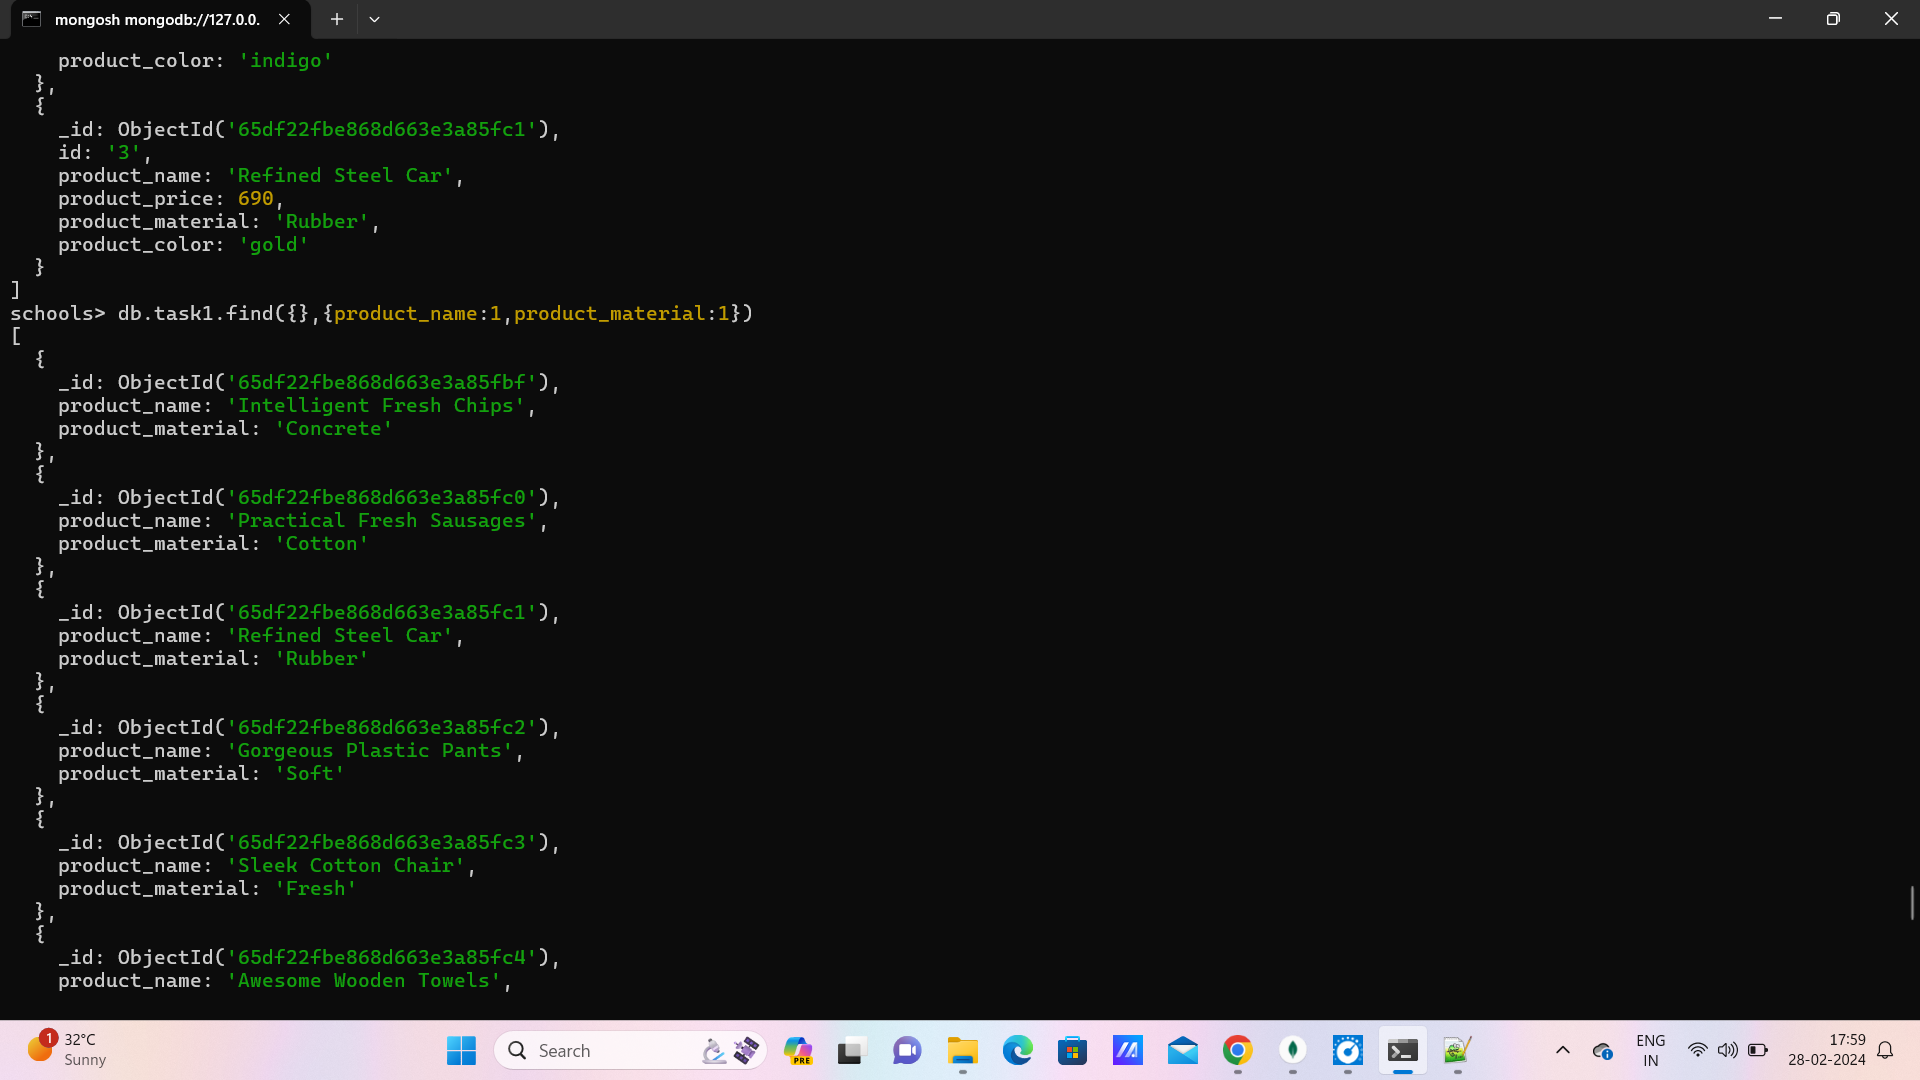 mongosh mongodb://127.0.0.
      product_color: 'indigo'
  },
  {
    _id: ObjectId('65df22fbe868d663e3a85fc1'),
    id: '3',
    product_name: 'Refined Steel Car',
    product_price: 690,
    product_material: 'Rubber',
    product_color: 'gold'
  }
]
schools> db.task1.find({},{product_name:1,product_material:1})
[
  {
    _id: ObjectId('65df22fbe868d663e3a85fbf'),
    product_name: 'Intelligent Fresh Chips',
    product_material: 'Concrete'
  },
  {
    _id: ObjectId('65df22fbe868d663e3a85fc0'),
    product_name: 'Practical Fresh Sausages',
    product_material: 'Cotton'
  },
  {
    _id: ObjectId('65df22fbe868d663e3a85fc1'),
    product_name: 'Refined Steel Car',
    product_material: 'Rubber'
  },
  {
    _id: ObjectId('65df22fbe868d663e3a85fc2'),
    product_name: 'Gorgeous Plastic Pants',
    product_material: 'Soft'
  },
  {
    _id: ObjectId('65df22fbe868d663e3a85fc3'),
    product_name: 'Sleek Cotton Chair',
    product_material: 'Fresh'
  },
  {
    _id: ObjectId('65df22fbe868d663e3a85fc4'),
    product_name: 'Awesome Wooden Towels',
1
32°C
Sunny
Search
PRE
ENG
IN
17:59
28-02-2024